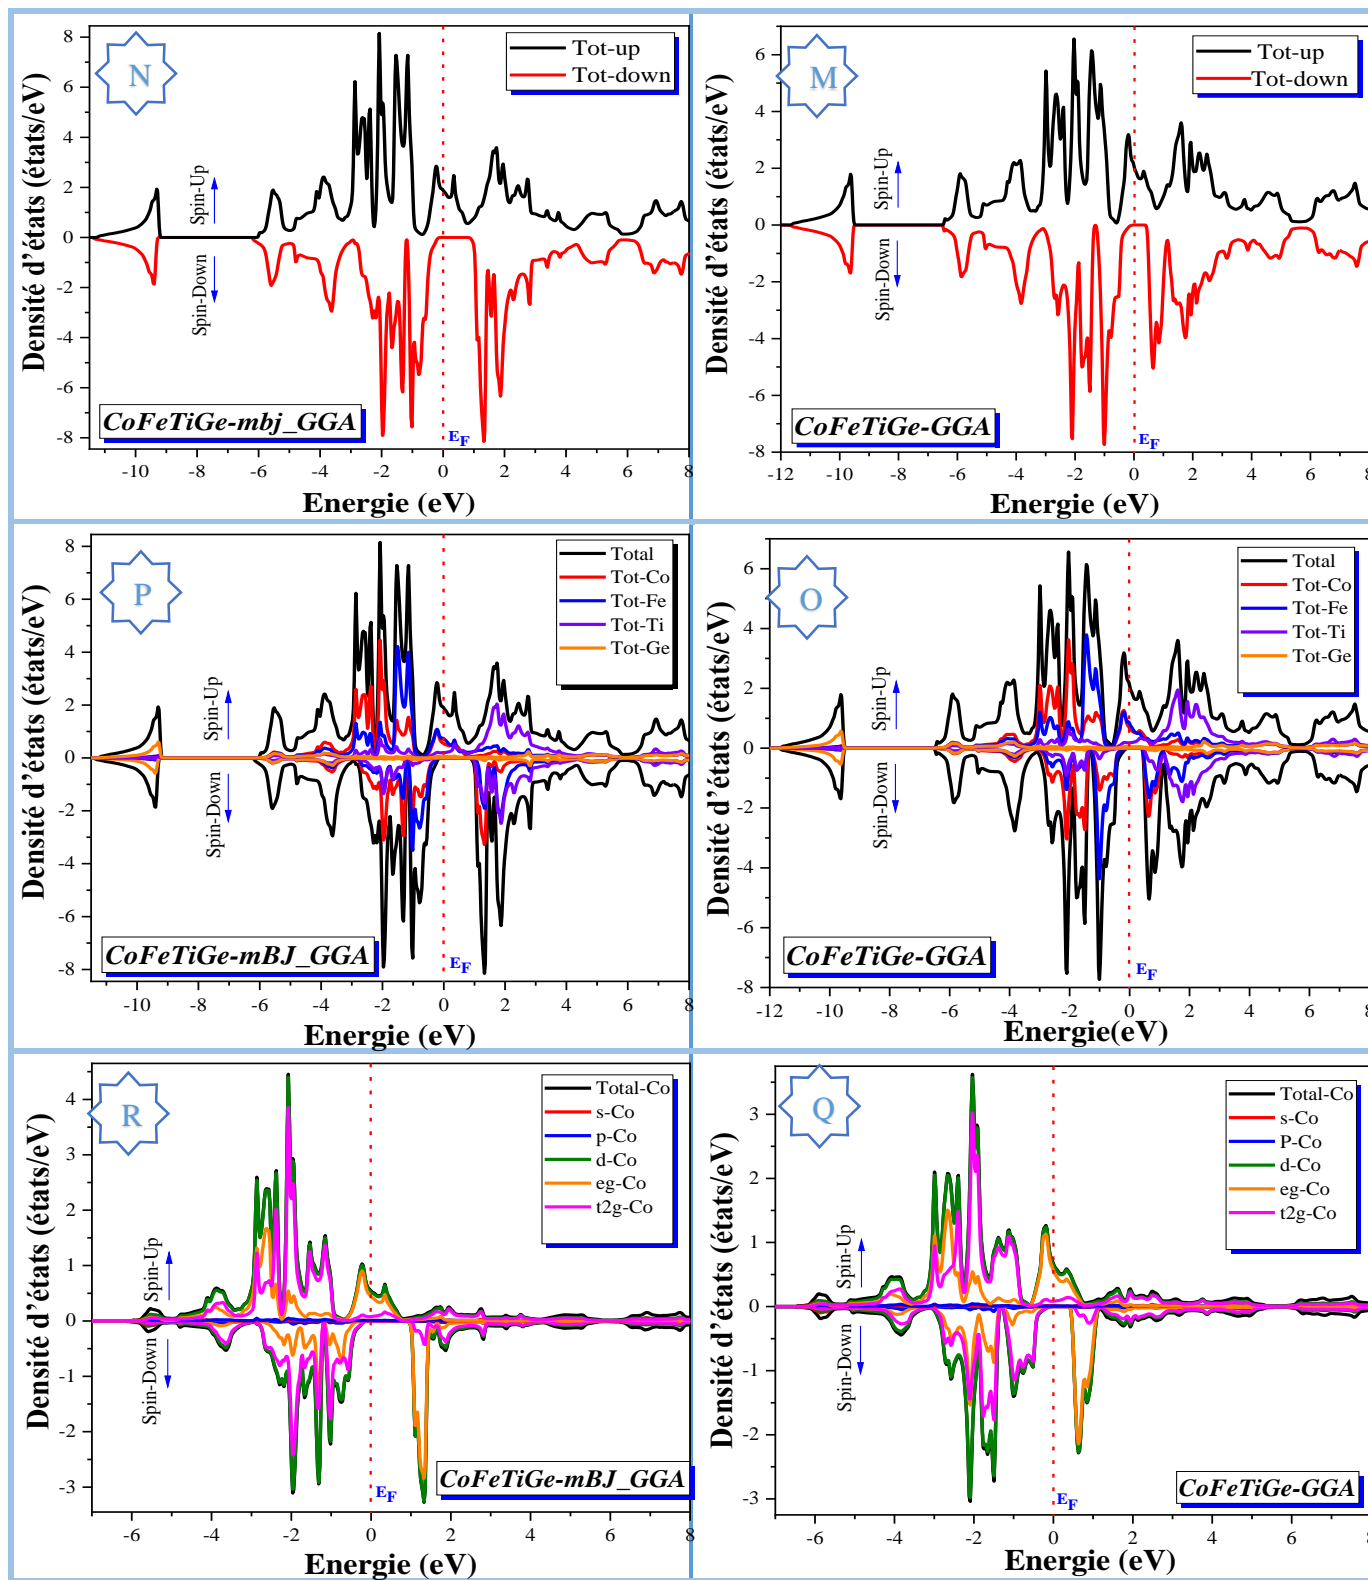 N
Tot-up
Tot-down
Spin-Up
Spin-Down
Densité d'états (états/eV)
8
6
4
2
0
-2
-4
-6
-8
CoFeTiGe-mbj_GGA
EF
-10 -8 -6 -4 -2 0 2 4 6 8
Energie (eV)
M
Tot-up
Tot-down
Spin-Up
Spin-Down
Densité d'états (états/eV)
6
4
2
0
-2
-4
-6
-8
CoFeTiGe-GGA
EF
-12 -10 -8 -6 -4 -2 0 2 4 6 8
Energie (eV)
P
Total
Tot-Co
Tot-Fe
Tot-Ti
Tot-Ge
Spin-Up
Spin-Down
Densité d'états (états/eV)
8
6
4
2
0
-2
-4
-6
-8
CoFeTiGe-mBJ_GGA
EF
-10 -8 -6 -4 -2 0 2 4 6 8
Energie (eV)
O
Total
Tot-Co
Tot-Fe
Tot-Ti
Tot-Ge
Spin-Up
Spin-Down
Densité d'états (états/eV)
6
4
2
0
-2
-4
-6
-8
CoFeTiGe-GGA
EF
-12 -10 -8 -6 -4 -2 0 2 4 6 8
Energie(eV)
R
Total-Co
s-Co
p-Co
d-Co
eg-Co
t2g-Co
Spin-Up
Spin-Down
Densité d'états (états/eV)
4
3
2
1
0
-1
-2
-3
CoFeTiGe-mBJ_GGA
EF
-6 -4 -2 0 2 4 6 8
Energie (eV)
Q
Total-Co
s-Co
P-Co
d-Co
eg-Co
t2g-Co
Spin-Up
Spin-Down
Densité d'états (états/eV)
3
2
1
0
-1
-2
-3
CoFeTiGe-GGA
EF
-6 -4 -2 0 2 4 6 8
Energie (eV)